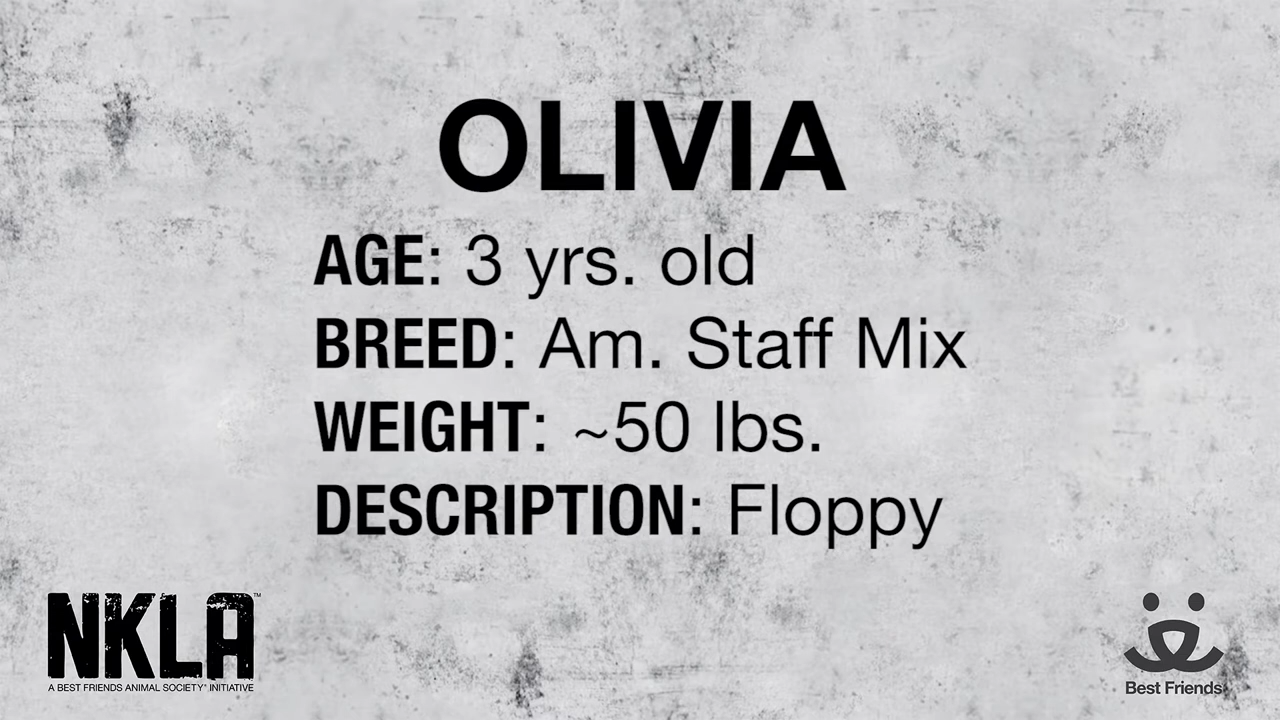 OLIVIA
AGE: 3 yrs. old
BREED: Am. Staff Mix
WEIGHT: ~50 lbs.
DESCRIPTION: Floppy
NKLA™
A BEST FRIENDS ANIMAL SOCIETY® INITIATIVE
Best Friends